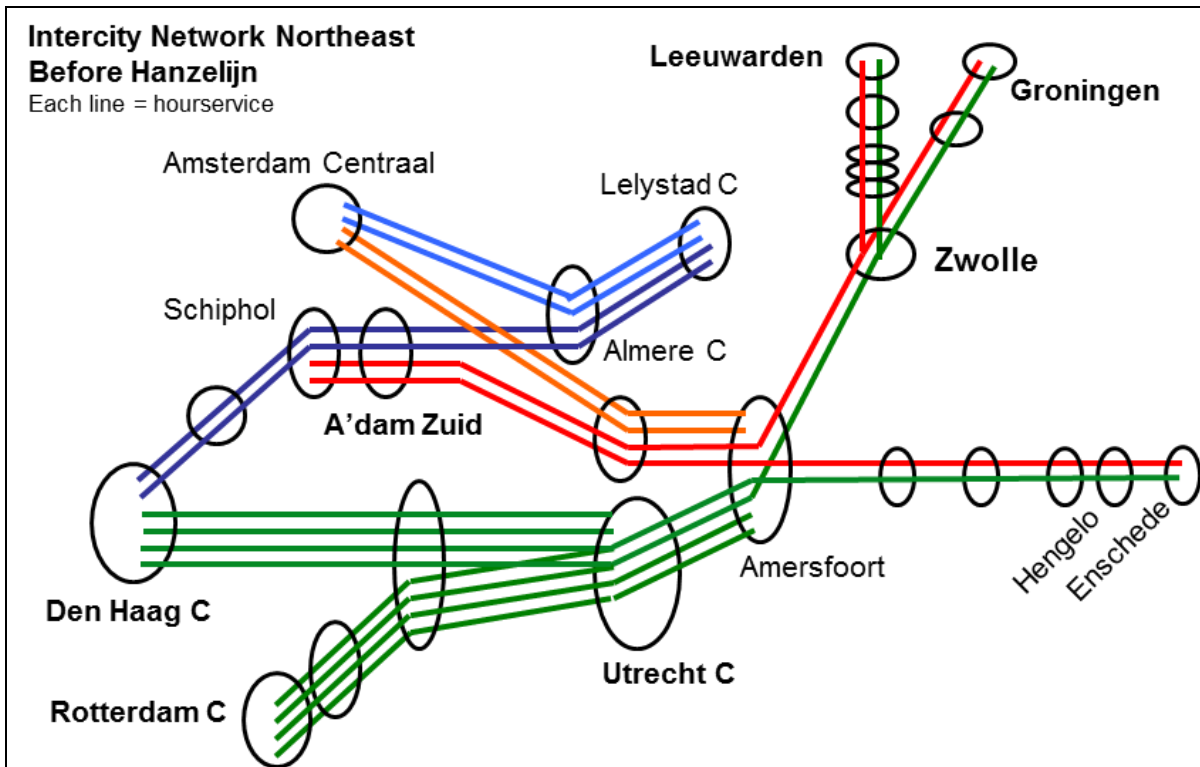 Intercity Network Northeast
Before Hanzelijn
Each line = hourservice
Leeuwarden
Groningen
Amsterdam Centraal
Lelystad C
Zwolle
Schiphol
Almere C
A'dam Zuid
Amersfoort
Hengelo
Enschede
Den Haag C
Utrecht C
Rotterdam C